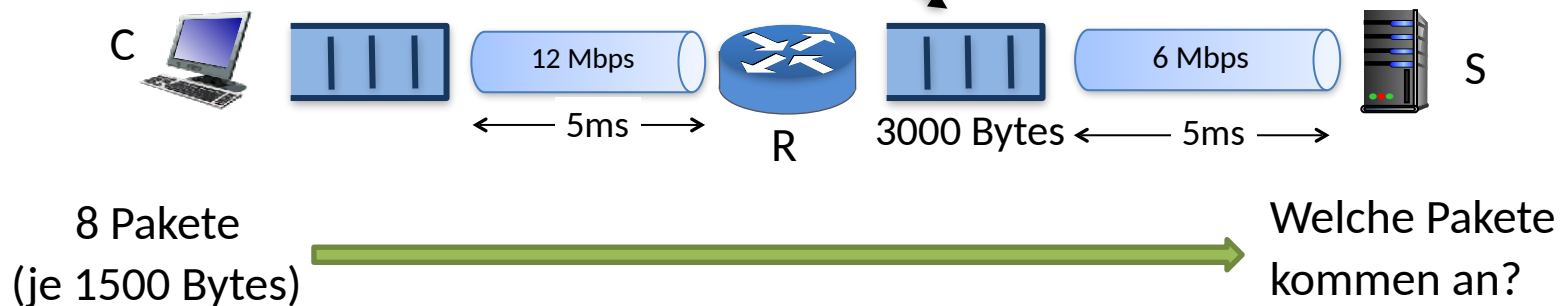 C
12 Mbps
6 Mbps
S
5ms
R
3000 Bytes
5ms
8 Pakete
(je 1500 Bytes)
Welche Pakete
kommen an?